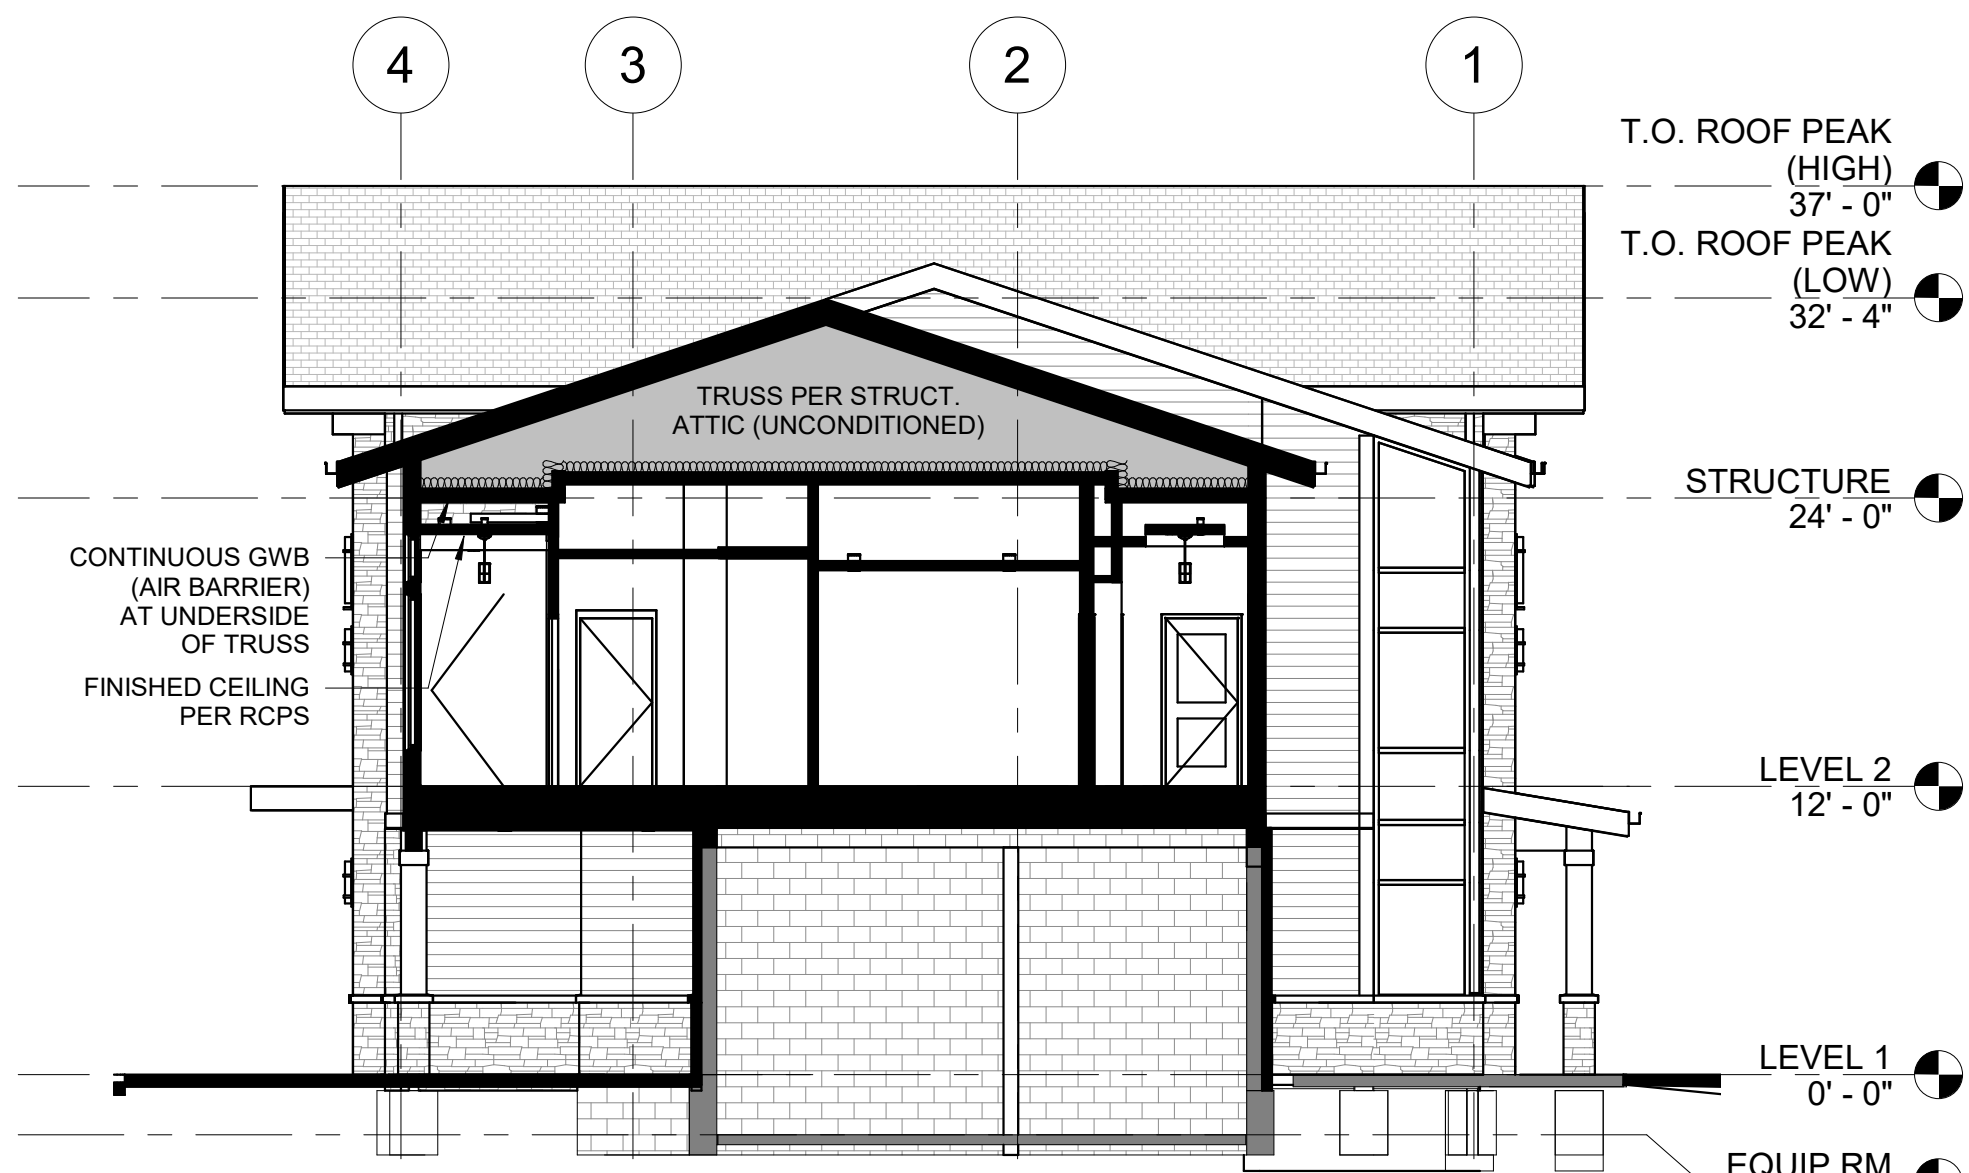 4
3
2
1
T.O. ROOF PEAK
(HIGH)
37' - 0"
T.O. ROOF PEAK
(LOW)
32' - 4"
TRUSS PER STRUCT.
ATTIC (UNCONDITIONED)
STRUCTURE
24' - 0"
CONTINUOUS GWB
(AIR BARRIER)
AT UNDERSIDE
OF TRUSS
FINISHED CEILING
PER RCPS
LEVEL 2
12' - 0"
LEVEL 1
0' - 0"
EQUIP RM